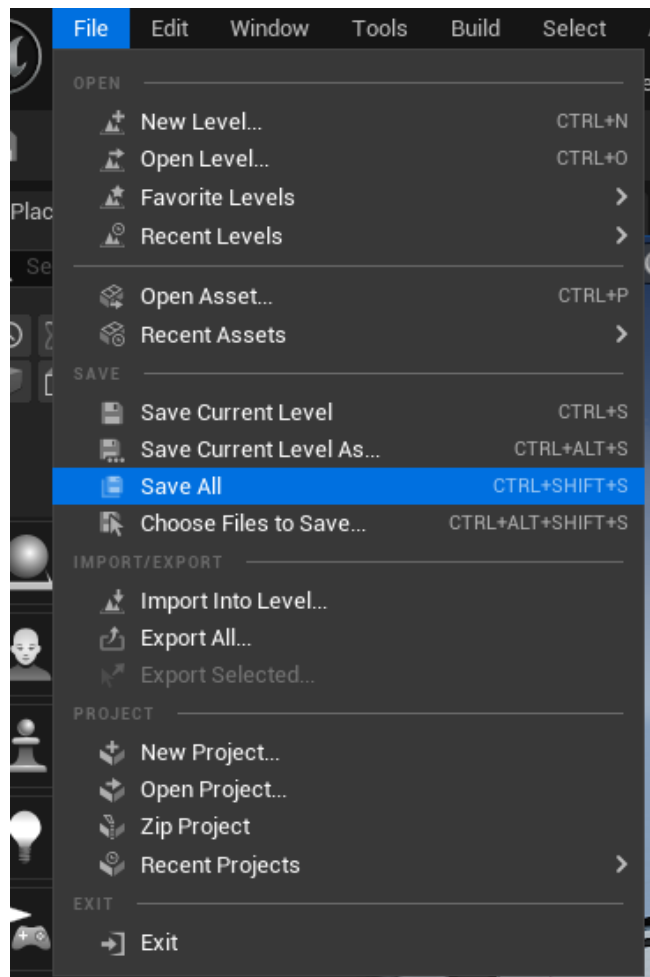 File Edit Window Tools Build Select
OPEN
New Level... CTRL+N
Open Level... CTRL+O
Favorite Levels
Plac
Recent Levels
Se
Open Asset... CTRL+P
Recent Assets
SAVE
Save Current Level CTRL+S
Save Current Level As... CTRL+ALT+S
Save All CTRL+SHIFT+S
Choose Files to Save... CTRL+ALT+SHIFT+S
IMPORT/EXPORT
Import Into Level...
Export All...
Export Selected...
PROJECT
New Project...
Open Project...
Zip Project
Recent Projects
EXIT
Exit